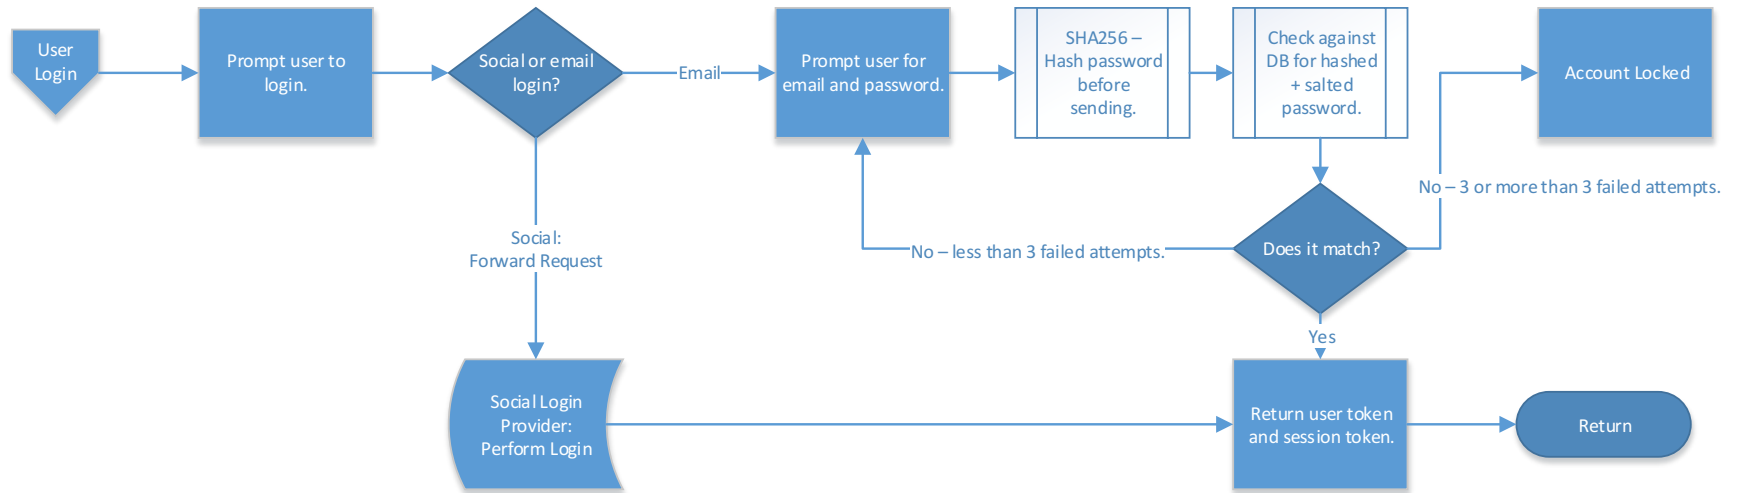 User
Login
Prompt user to
login.
Social or email
login?
Email
Prompt user for
email and password.
SHA256 –
Hash password
before
sending.
Check against
DB for hashed
+ salted
password.
Account Locked
No – 3 or more than 3 failed attempts.
Social:
Forward Request
No – less than 3 failed attempts.
Does it match?
Yes
Social Login
Provider:
Perform Login
Return user token
and session token.
Return